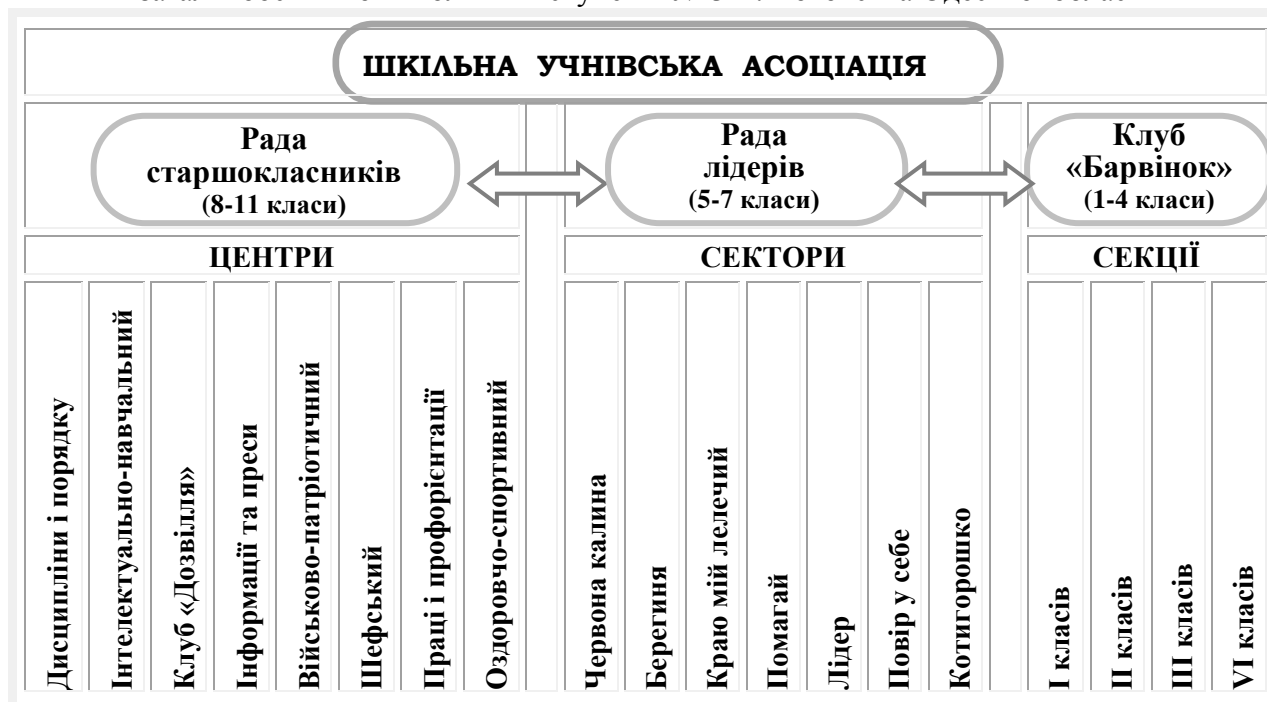 ШКІЛЬНА УЧНІВСЬКА АСОЦІАЦІЯ
Рада
старшокласників
(8-11 класи)
Рада
лідерів
(5-7 класи)
Клуб
«Барвінок»
(1-4 класи)
ЦЕНТРИ
СЕКТОРИ
СЕКЦІЇ
Дисципліни і порядку
Інтелектуально-навчальний
Клуб «Дозвілля»
Інформації та преси
Військово-патріотичний
Шефський
Праці і профорієнтації
Оздоровчо-спортивний
Червона калина
Берегиня
Краю мій лелечий
Помагай
Лідер
Повір у себе
Котигорошко
І класів
ІІ класів
ІІІ класів
VI класів